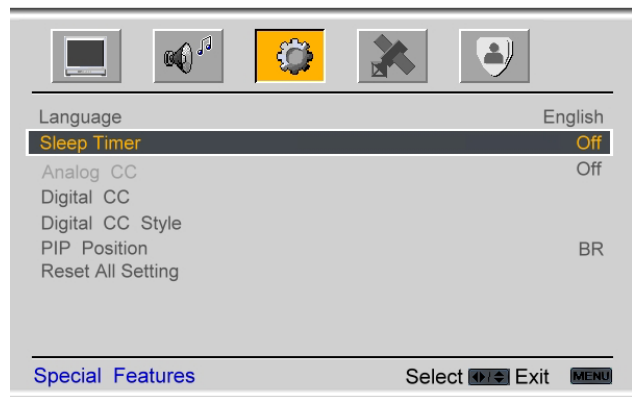 Language English
Sleep Timer Off
Analog CC Off
Digital CC
Digital CC Style
PIP Position BR
Reset All Setting
Special Features Select Exit MENU